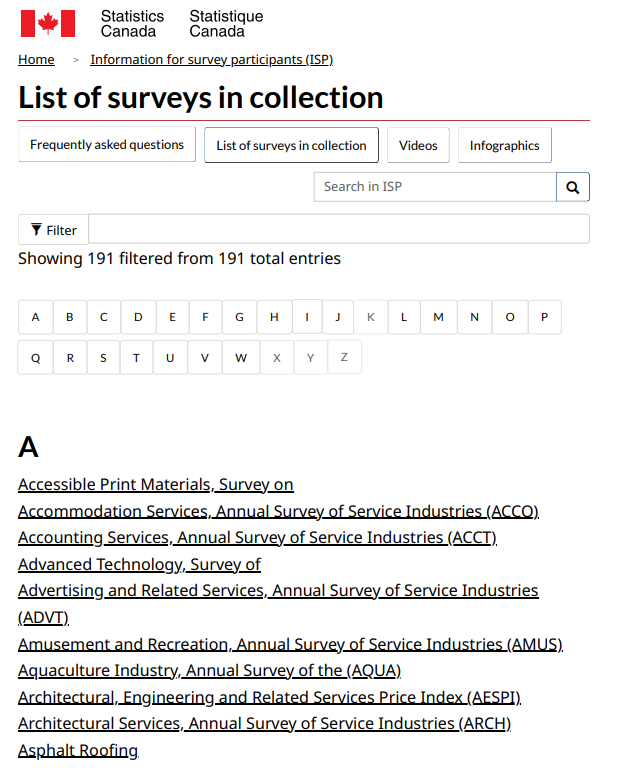 Statistics Canada
Statistique Canada
Home > Information for survey participants (ISP)
List of surveys in collection
Frequently asked questions
List of surveys in collection
Videos
Infographics
Search in ISP
Filter
Showing 191 filtered from 191 total entries
A B C D E F G H I J K L M N O P
Q R S T U V W X Y Z
A
Accessible Print Materials, Survey on
Accommodation Services, Annual Survey of Service Industries (ACCO)
Accounting Services, Annual Survey of Service Industries (ACCT)
Advanced Technology, Survey of
Advertising and Related Services, Annual Survey of Service Industries
(ADVT)
Amusement and Recreation, Annual Survey of Service Industries (AMUS)
Aquaculture Industry, Annual Survey of the (AQUA)
Architectural, Engineering and Related Services Price Index (AESPI)
Architectural Services, Annual Survey of Service Industries (ARCH)
Asphalt Roofing